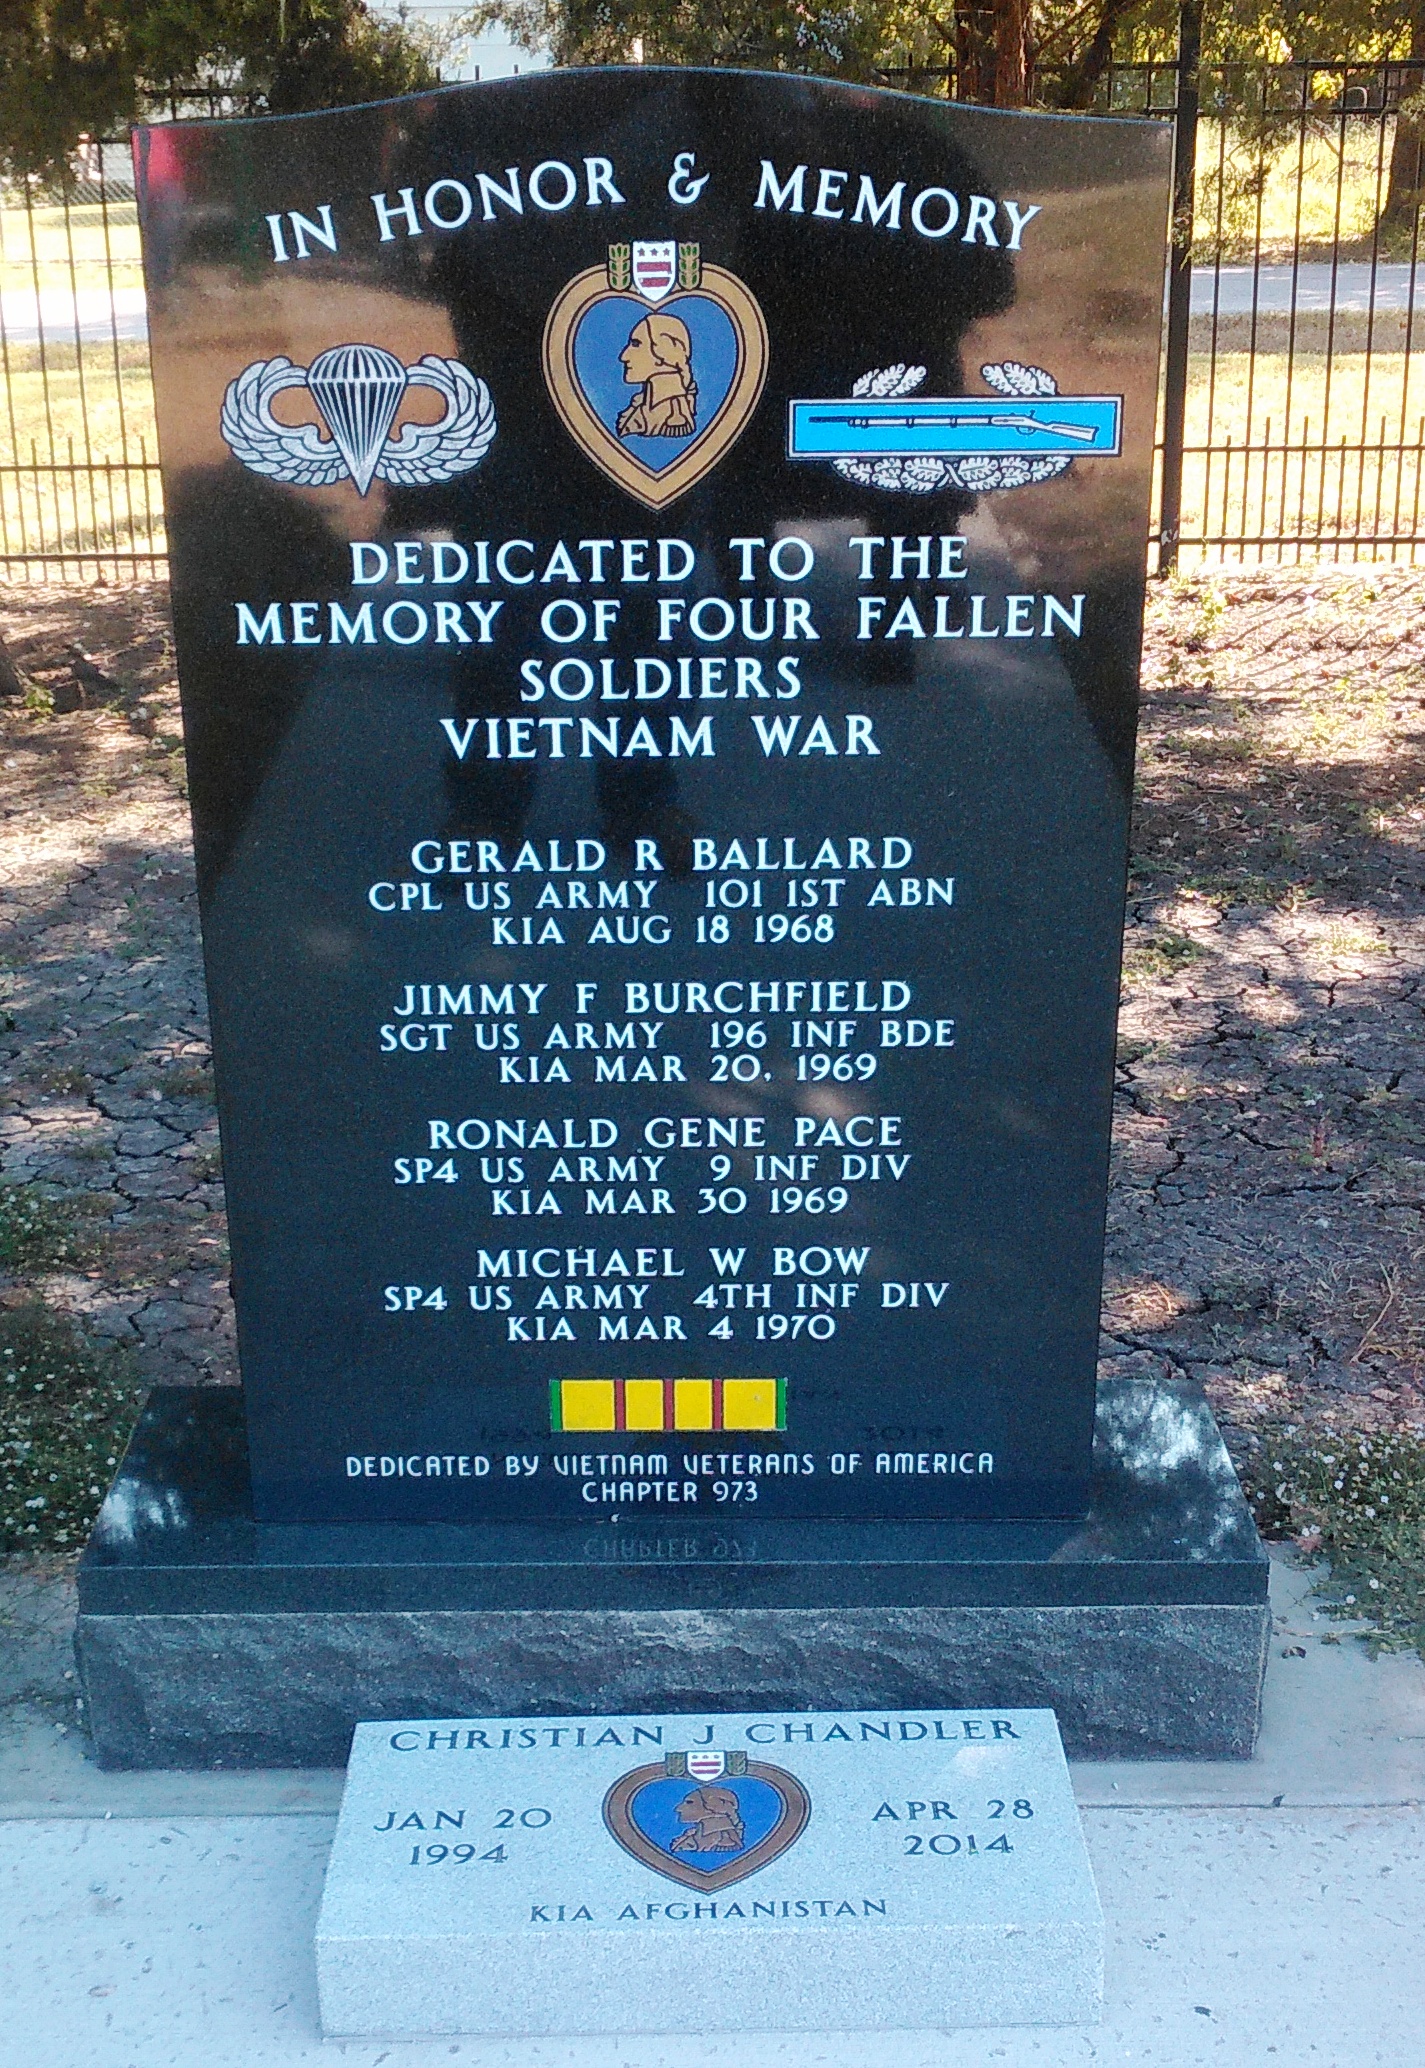 IN HONOR & MEMORY
DEDICATED TO THE
MEMORY OF FOUR FALLEN
SOLDIERS
VIETNAM WAR
GERALD R BALLARD
CPL US ARMY 101 1ST ABN
KIA AUG 18 1968
JIMMY F BURCHFIELD
SGT US ARMY 196 INF BDE
KIA MAR 20, 1969
RONALD GENE PACE
SP4 US ARMY 9 INF DIV
KIA MAR 30 1969
MICHAEL W BOW
SP4 US ARMY 4TH INF DIV
KIA MAR 4 1970
DEDICATED BY VIETNAM VETERANS OF AMERICA
CHAPTER 973
CHRISTIAN J CHANDLER
JAN 20
1994
APR 28
2014
KIA AFGHANISTAN